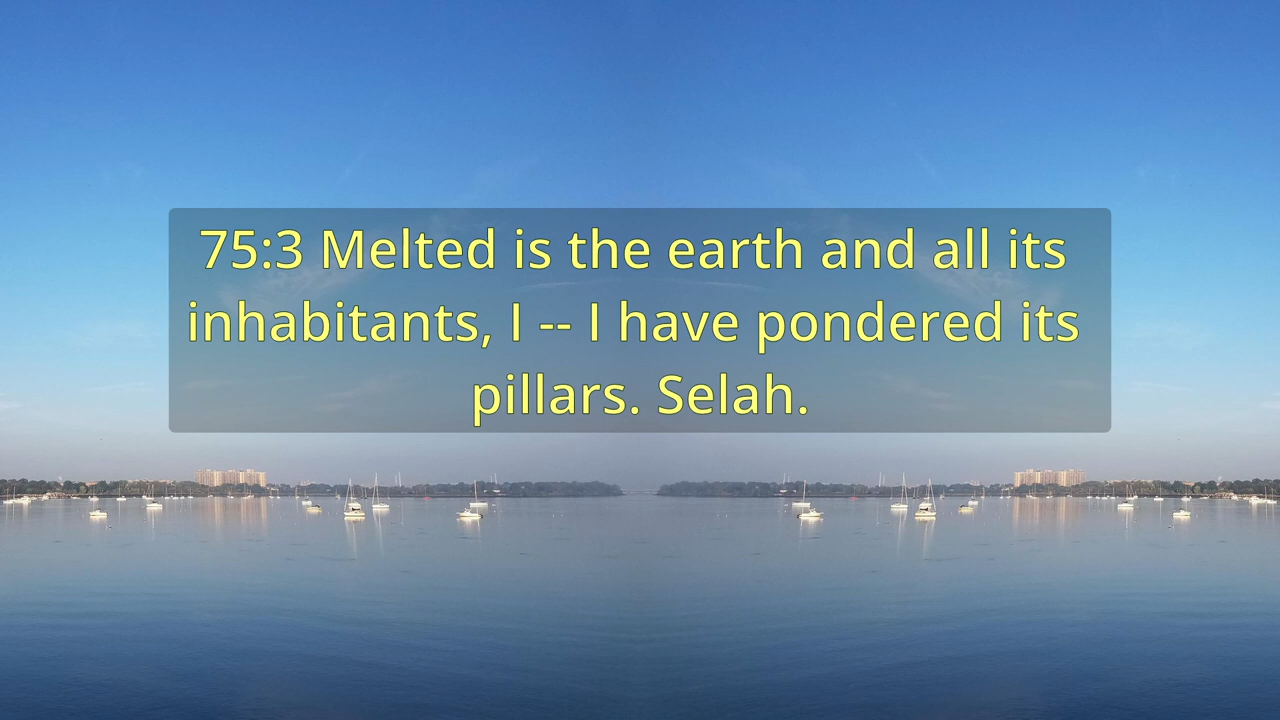 75:3 Melted is the earth and all its
inhabitants, I -- I have pondered its
pillars. Selah.